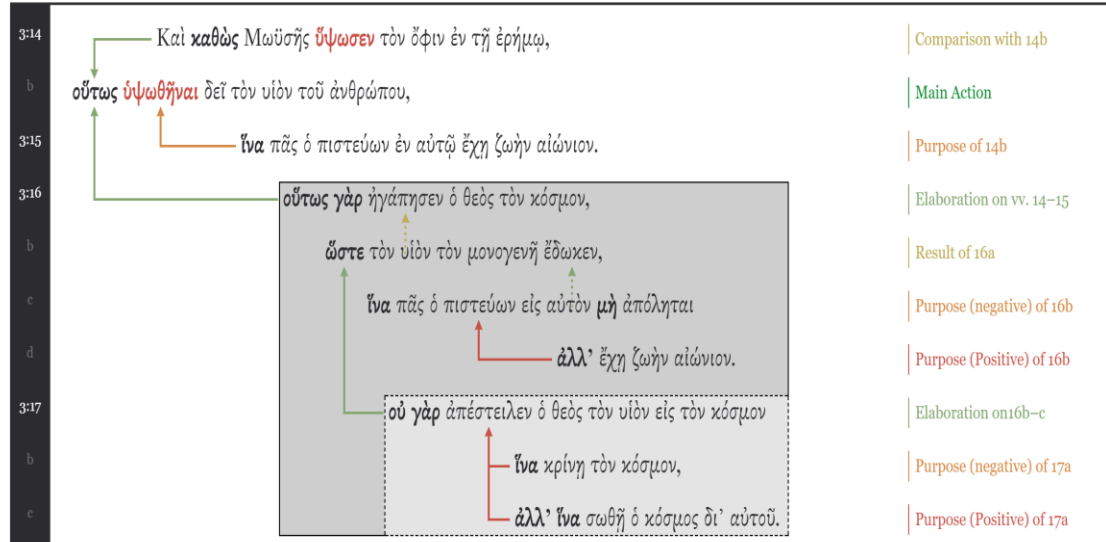 3:14 Καὶ καθὼς Μωϋσῆς ὕψωσεν τὸν ὄφιν ἐν τῇ ἐρήμῳ, Comparison with 14b
b οὕτως ὑψωθῆναι δεῖ τὸν υἱὸν τοῦ ἀνθρώπου, Main Action
3:15 ἵνα πᾶς ὁ πιστεύων ἐν αὐτῷ ἔχῃ ζωὴν αἰώνιον. Purpose of 14b
3:16 οὕτως γὰρ ἠγάπησεν ὁ θεὸς τὸν κόσμον, Elaboration on vv. 14–15
b ὥστε τὸν υἱὸν τὸν μονογενῆ ἔδωκεν, Result of 16a
c ἵνα πᾶς ὁ πιστεύων εἰς αὐτὸν μὴ ἀπόληται Purpose (negative) of 16b
d ἀλλ’ ἔχῃ ζωὴν αἰώνιον. Purpose (Positive) of 16b
3:17 οὐ γὰρ ἀπέστειλεν ὁ θεὸς τὸν υἱὸν εἰς τὸν κόσμον Elaboration on16b–c
b ἵνα κρίνῃ τὸν κόσμον, Purpose (negative) of 17a
c ἀλλ’ ἵνα σωθῇ ὁ κόσμος δι’ αὐτοῦ. Purpose (Positive) of 17a